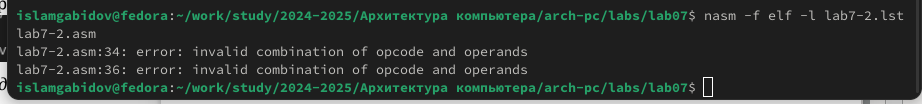 islamgabidov@fedora:~/work/study/2024-2025/Архитектура компьютера/arch-pc/labs/lab07$ nasm -f elf -l lab7-2.lst
lab7-2.asm
lab7-2.asm:34: error: invalid combination of opcode and operands
lab7-2.asm:36: error: invalid combination of opcode and operands
islamgabidov@fedora:~/work/study/2024-2025/Архитектура компьютера/arch-pc/labs/lab07$